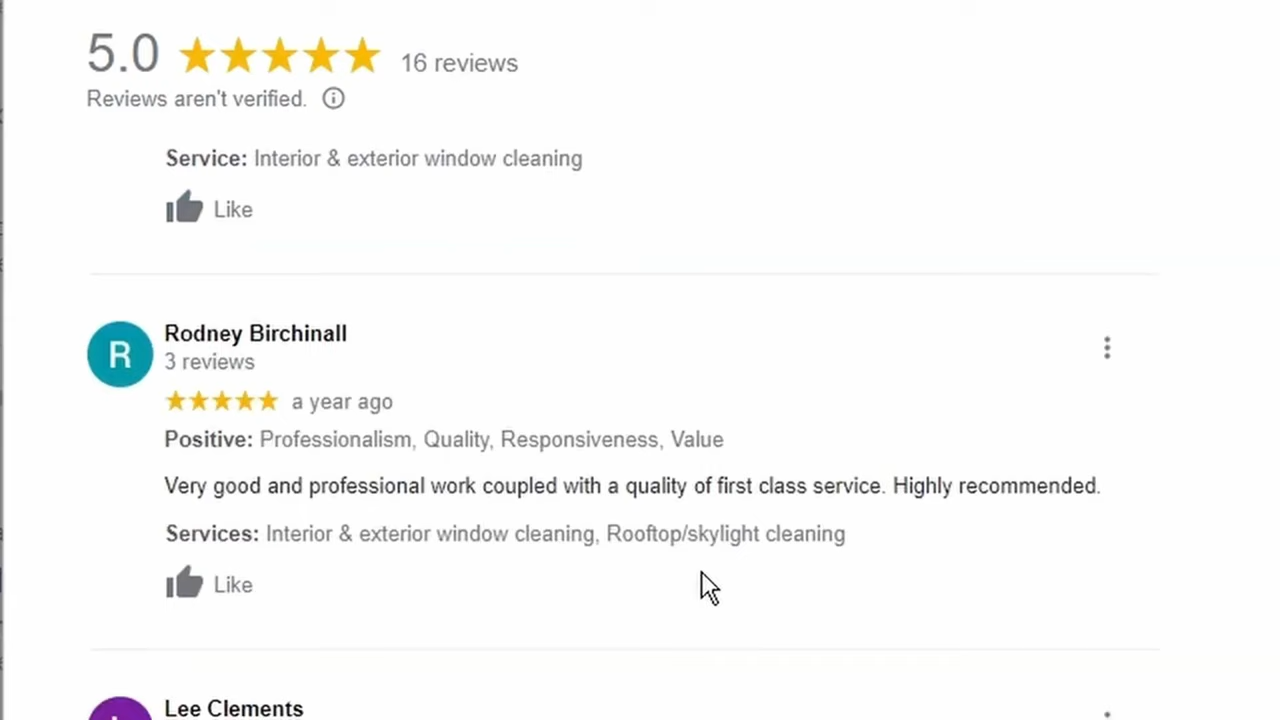 5.0 16 reviews
Reviews aren't verified.
Service: Interior & exterior window cleaning
Like
R
Rodney Birchinall
3 reviews
a year ago
Positive: Professionalism, Quality, Responsiveness, Value
Very good and professional work coupled with a quality of first class service. Highly recommended.
Services: Interior & exterior window cleaning, Rooftop/skylight cleaning
Like
Lee Clements